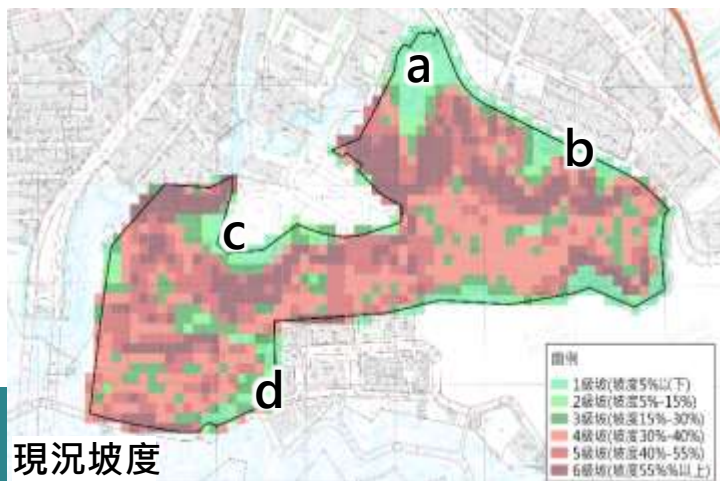 a
b
c
d
圖例
1級坡(坡度5%以下)
2級坡(坡度5%-15%)
3級坡(坡度15%-30%)
4級坡(坡度30%-40%)
5級坡(坡度40%-55%)
6級坡(坡度55%%以上)
現況坡度